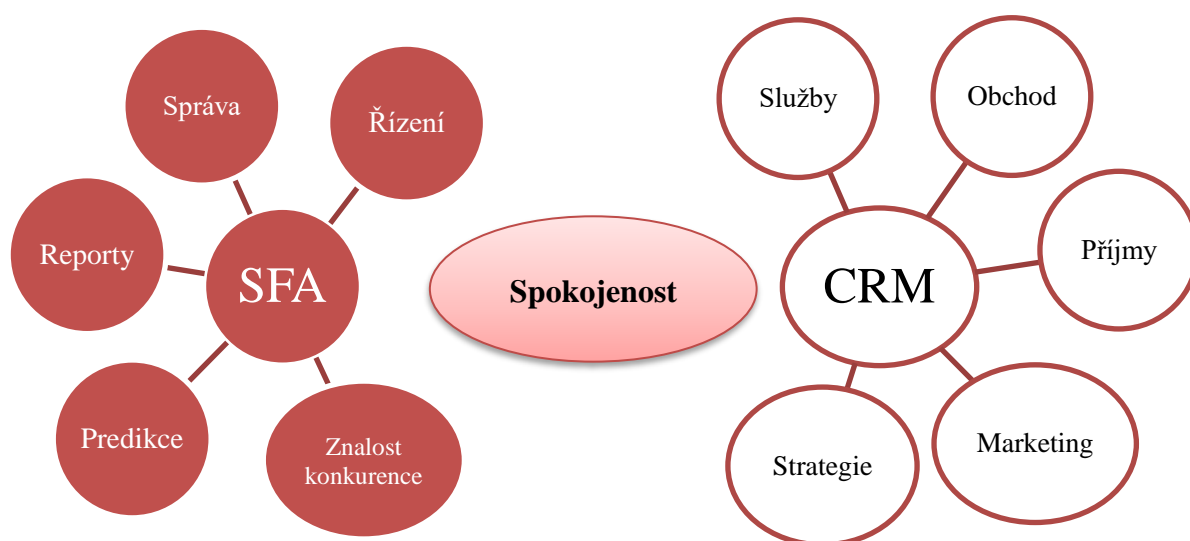 Správa
Řízení
Reporty
SFA
Predikce
Znalost
konkurence
Spokojenost
Služby
Obchod
Příjmy
CRM
Strategie
Marketing